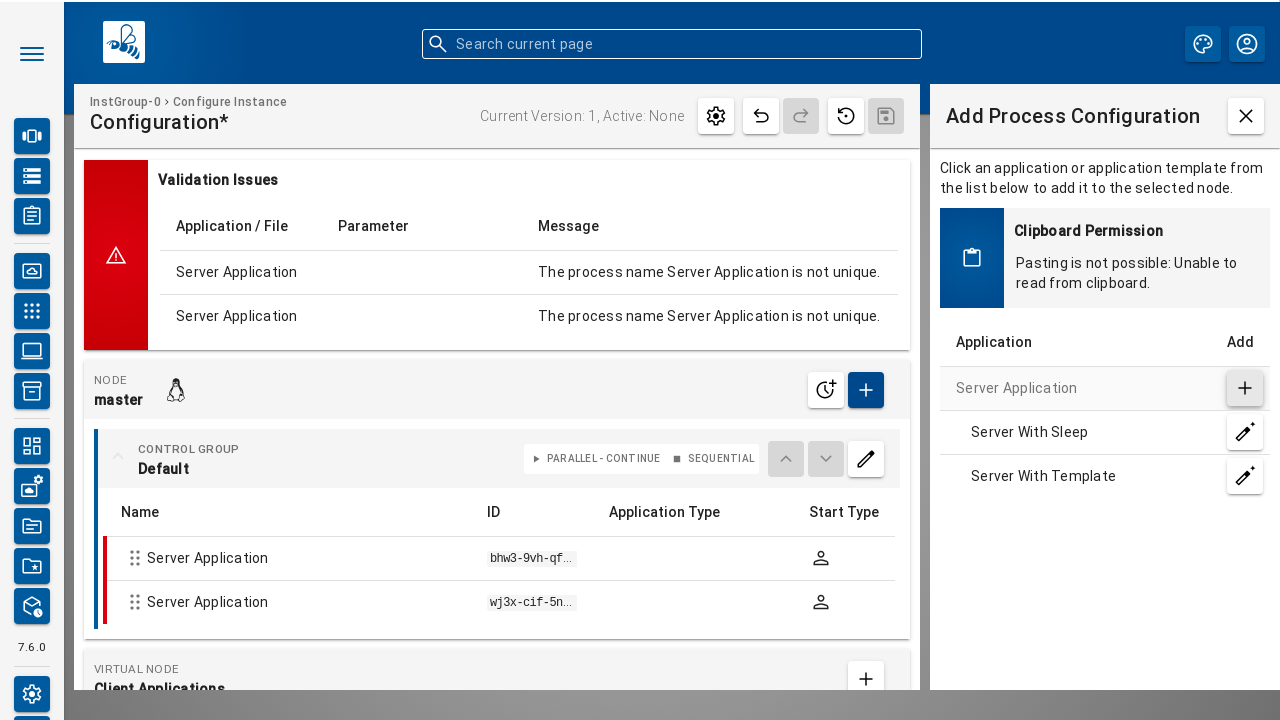 Search current page
InstGroup-0 › Configure Instance
Configuration*
Current Version: 1, Active: None
Validation Issues
Application / File Parameter Message
Server Application The process name Server Application is not unique.
Server Application The process name Server Application is not unique.
NODE
master
CONTROL GROUP
Default
PARALLEL - CONTINUE SEQUENTIAL
Name ID Application Type Start Type
Server Application bhw3-9vh-qf…
Server Application wj3x-cif-5n…
VIRTUAL NODE
Client Applications
Add Process Configuration
Click an application or application template from
the list below to add it to the selected node.
Clipboard Permission
Pasting is not possible: Unable to
read from clipboard.
Application Add
Server Application
Server With Sleep
Server With Template
7.6.0